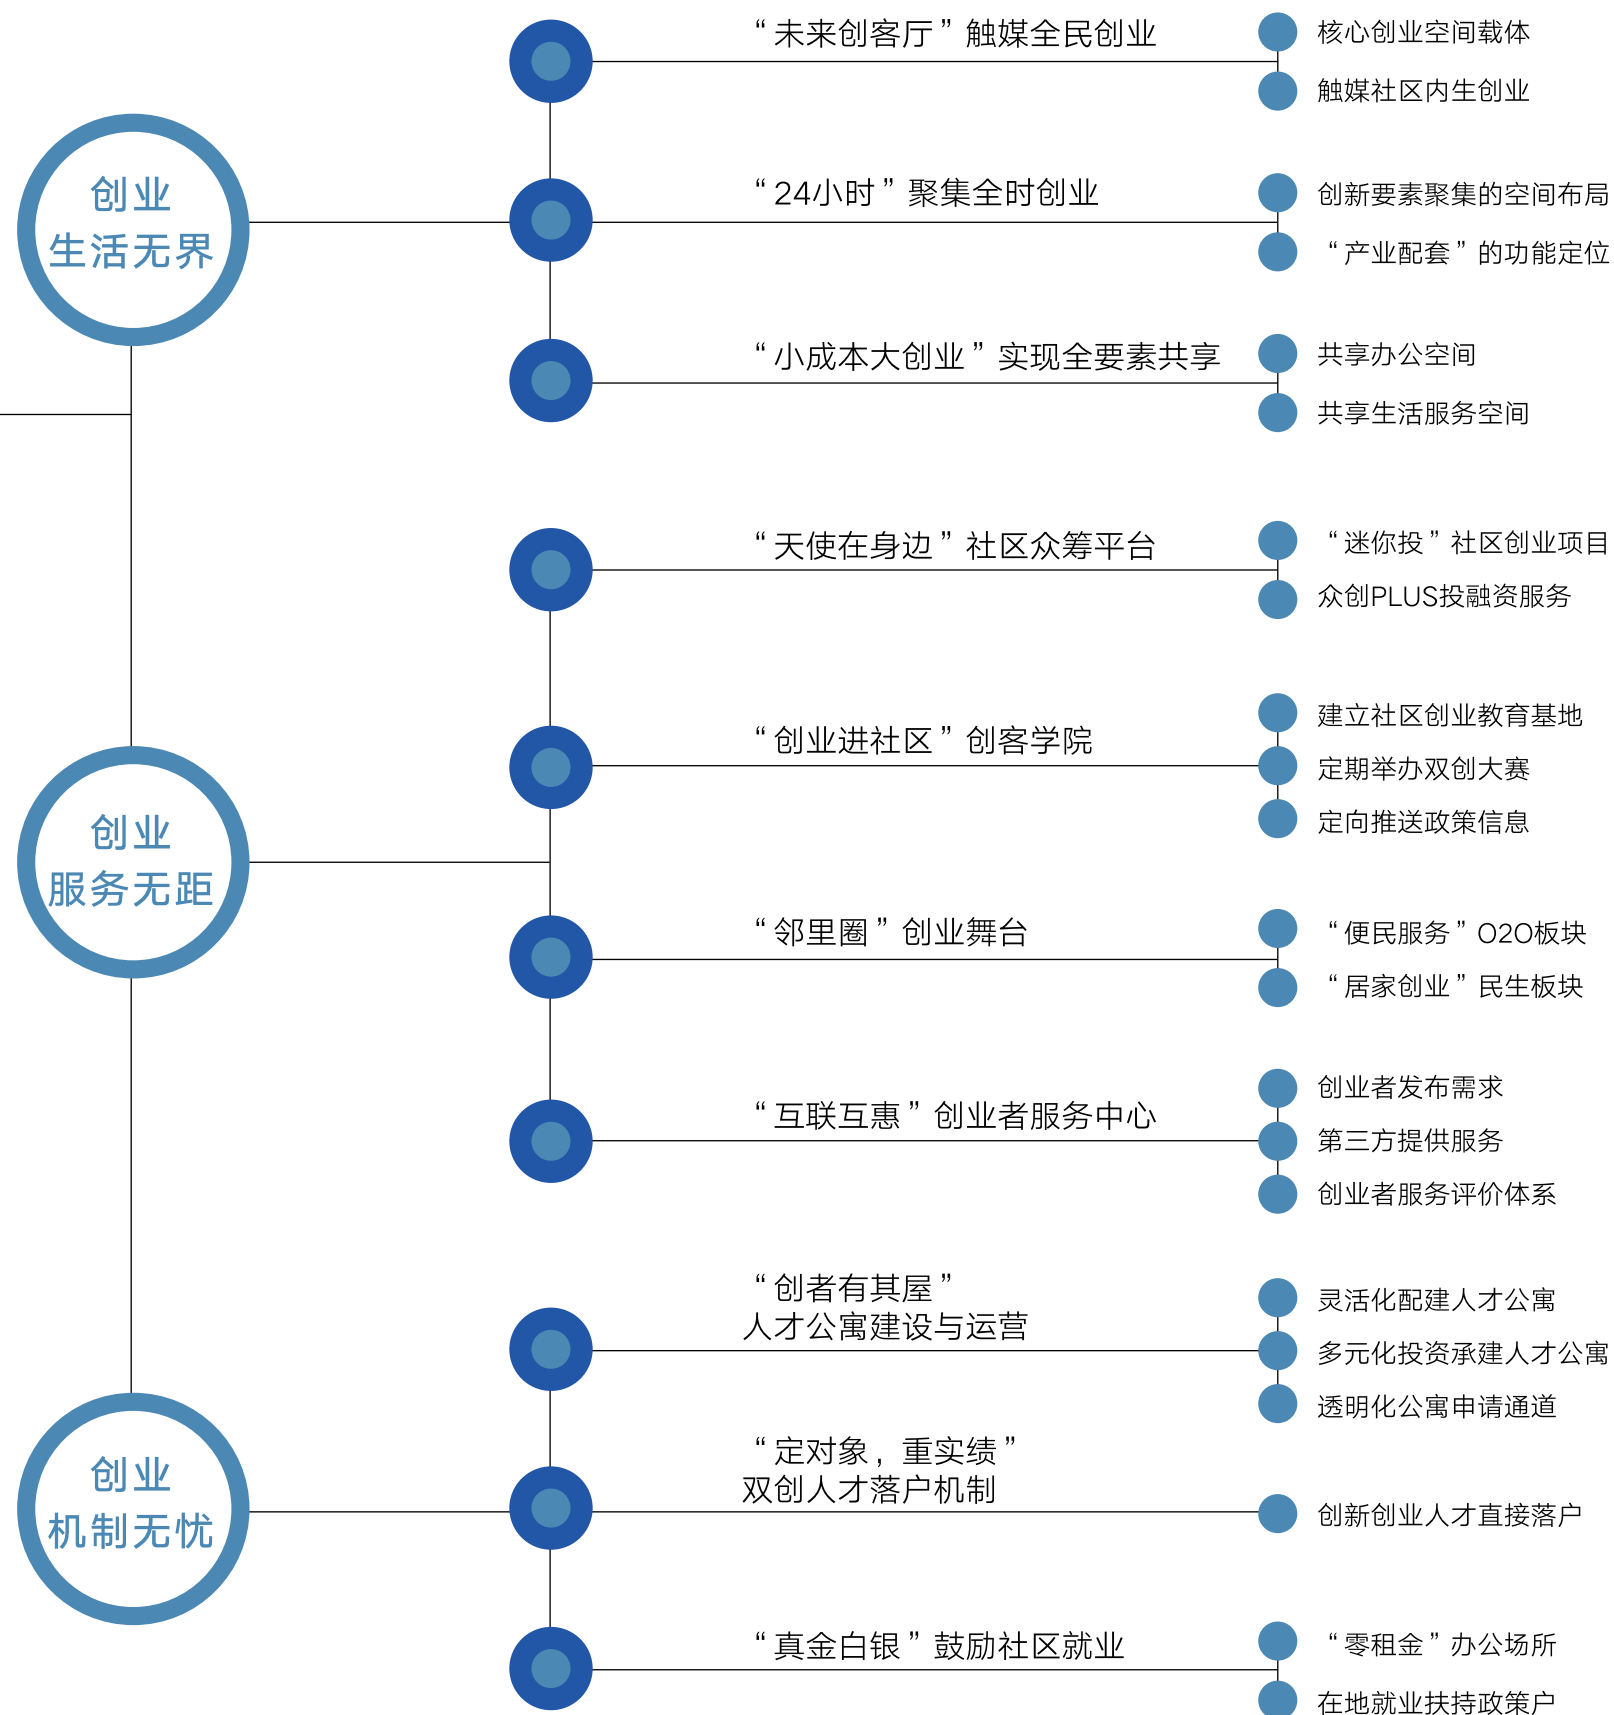 创业
生活无界
“未来创客厅”触媒全民创业
核心创业空间载体
触媒社区内生创业
“24小时”聚集全时创业
创新要素聚集的空间布局
“产业配套”的功能定位
“小成本大创业”实现全要素共享
共享办公空间
共享生活服务空间
创业
服务无距
“天使在身边”社区众筹平台
“迷你投”社区创业项目
众创PLUS投融资服务
“创业进社区”创客学院
建立社区创业教育基地
定期举办双创大赛
定向推送政策信息
“邻里圈”创业舞台
“便民服务”O2O板块
“居家创业”民生板块
“互联互惠”创业者服务中心
创业者发布需求
第三方提供服务
创业者服务评价体系
创业
机制无忧
“创者有其屋”
人才公寓建设与运营
灵活化配建人才公寓
多元化投资承建人才公寓
透明化公寓申请通道
“定对象，重实绩”
双创人才落户机制
创新创业人才直接落户
“真金白银”鼓励社区就业
“零租金”办公场所
在地就业扶持政策户